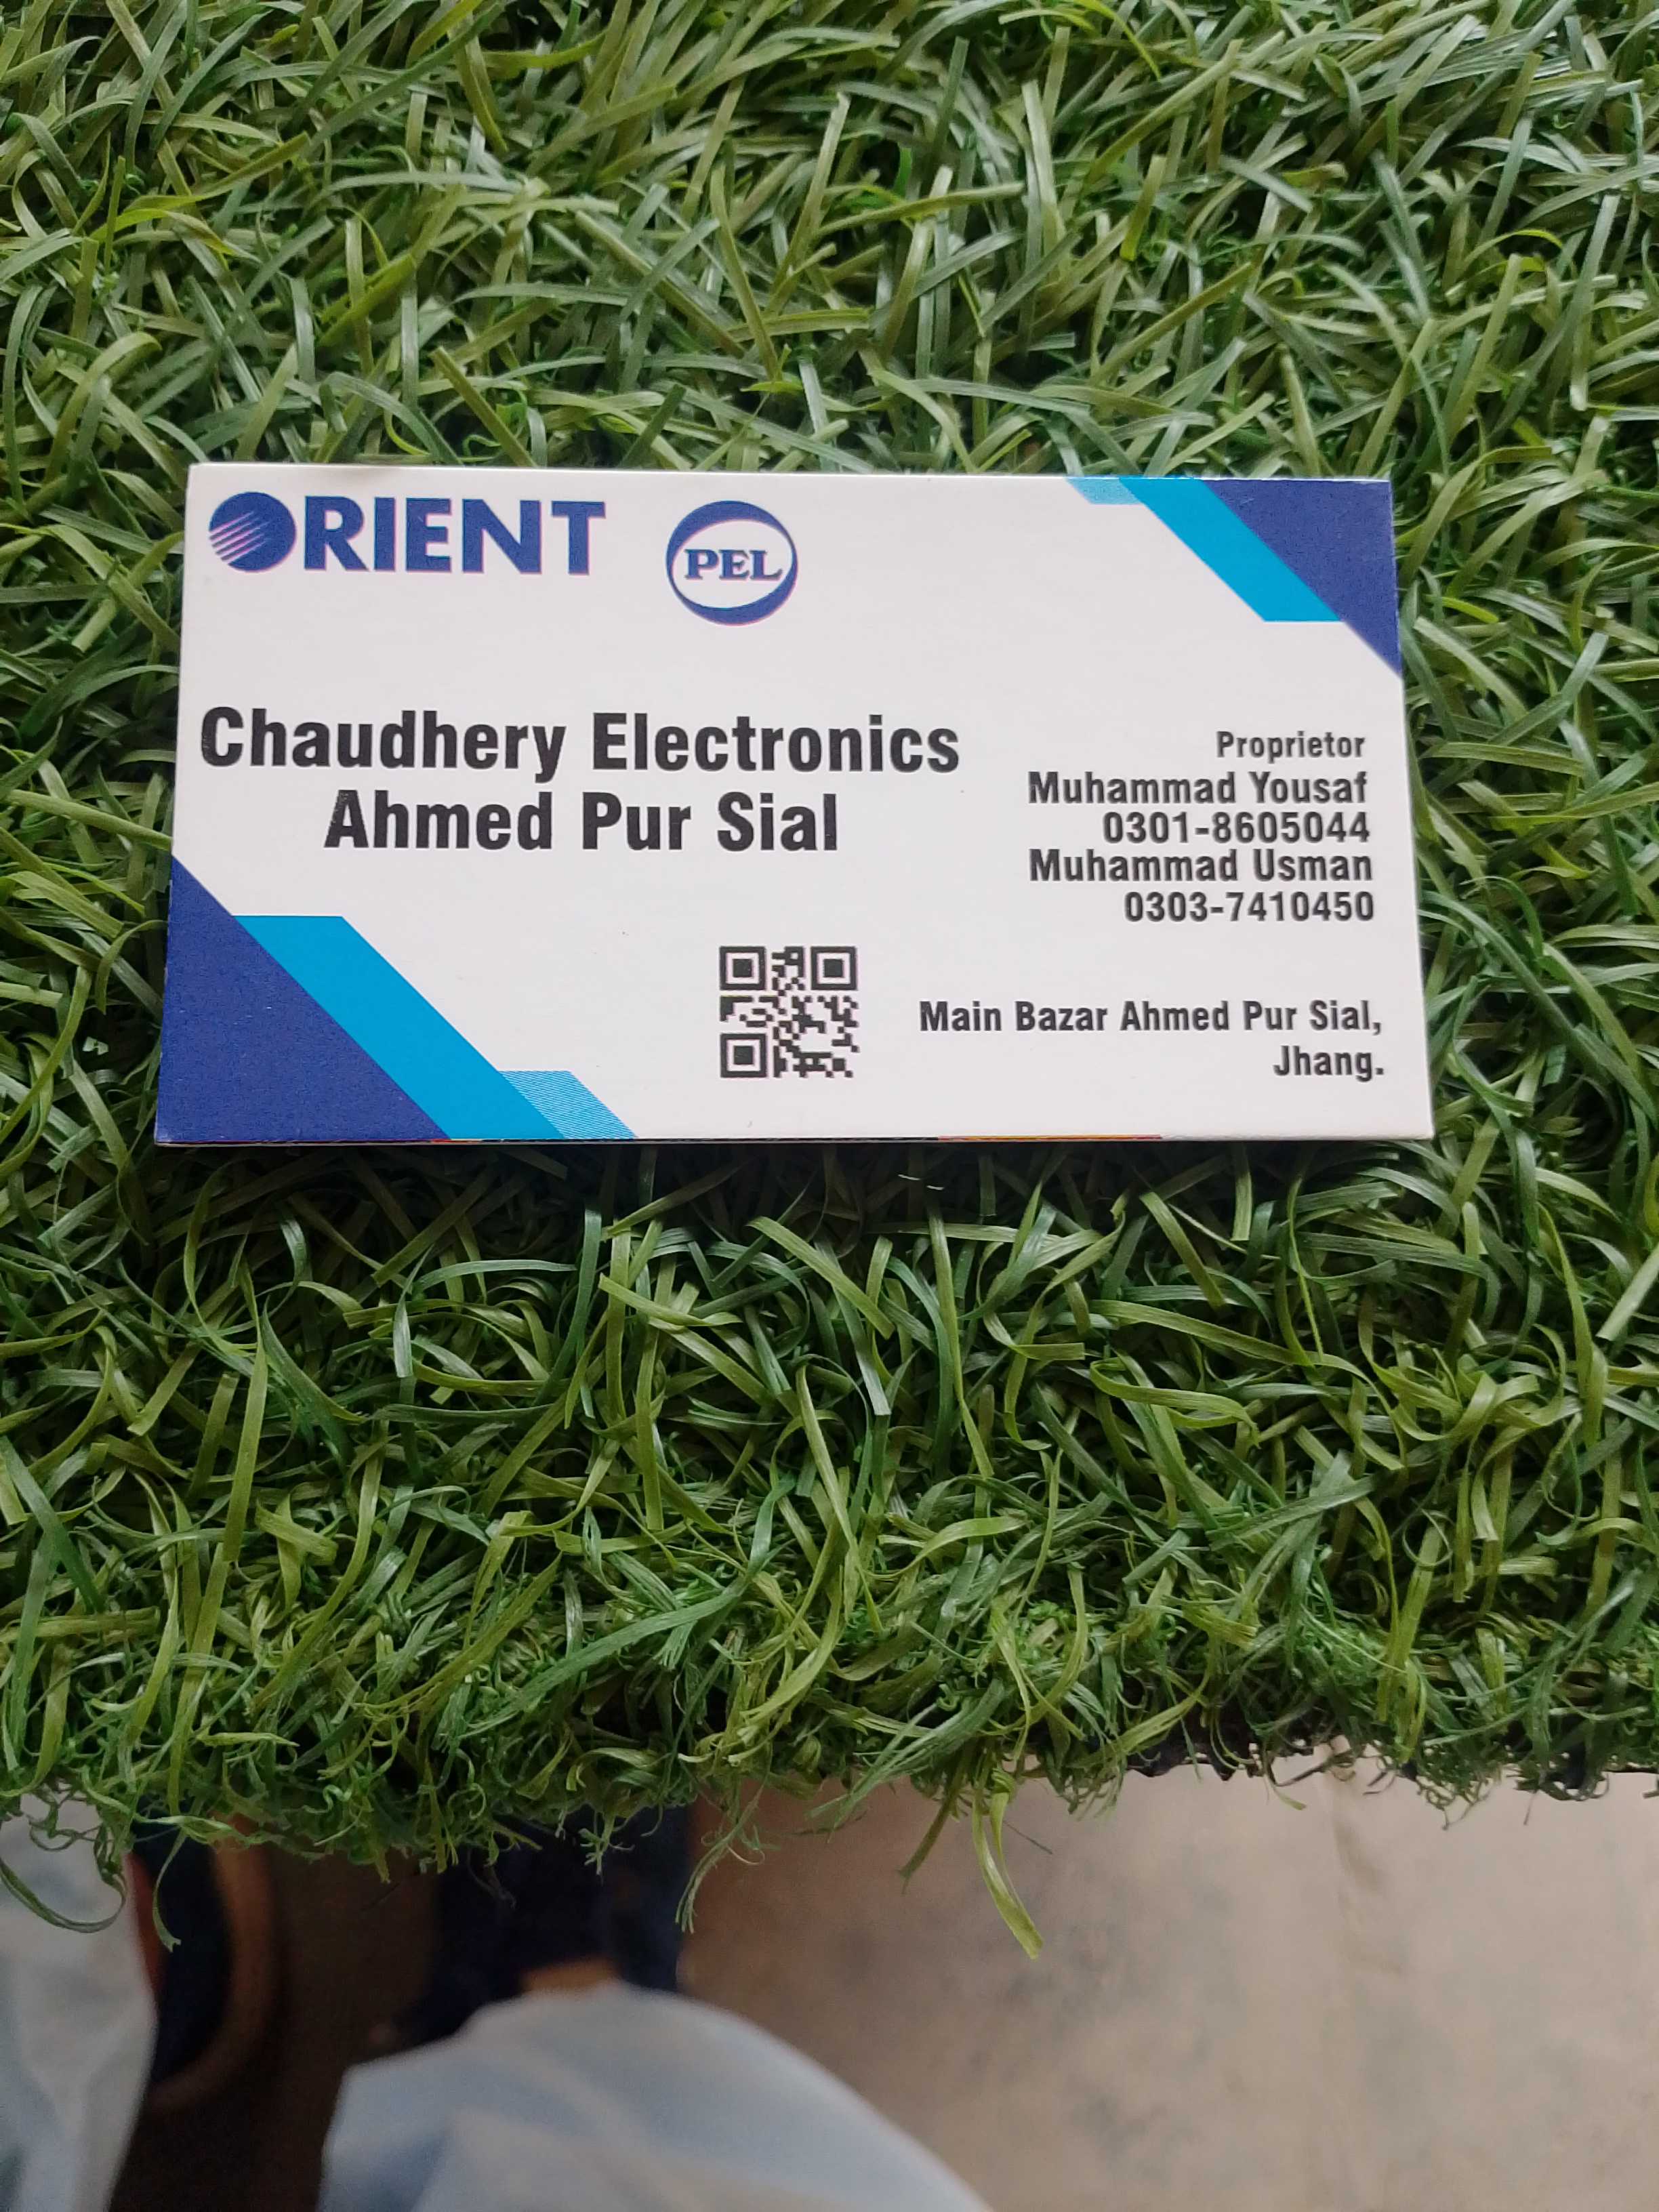 ORIENT PEL
Chaudhery Electronics
Ahmed Pur Sial
Proprietor
Muhammad Yousaf
0301-8605044
Muhammad Usman
0303-7410450
Main Bazar Ahmed Pur Sial,
Jhang.